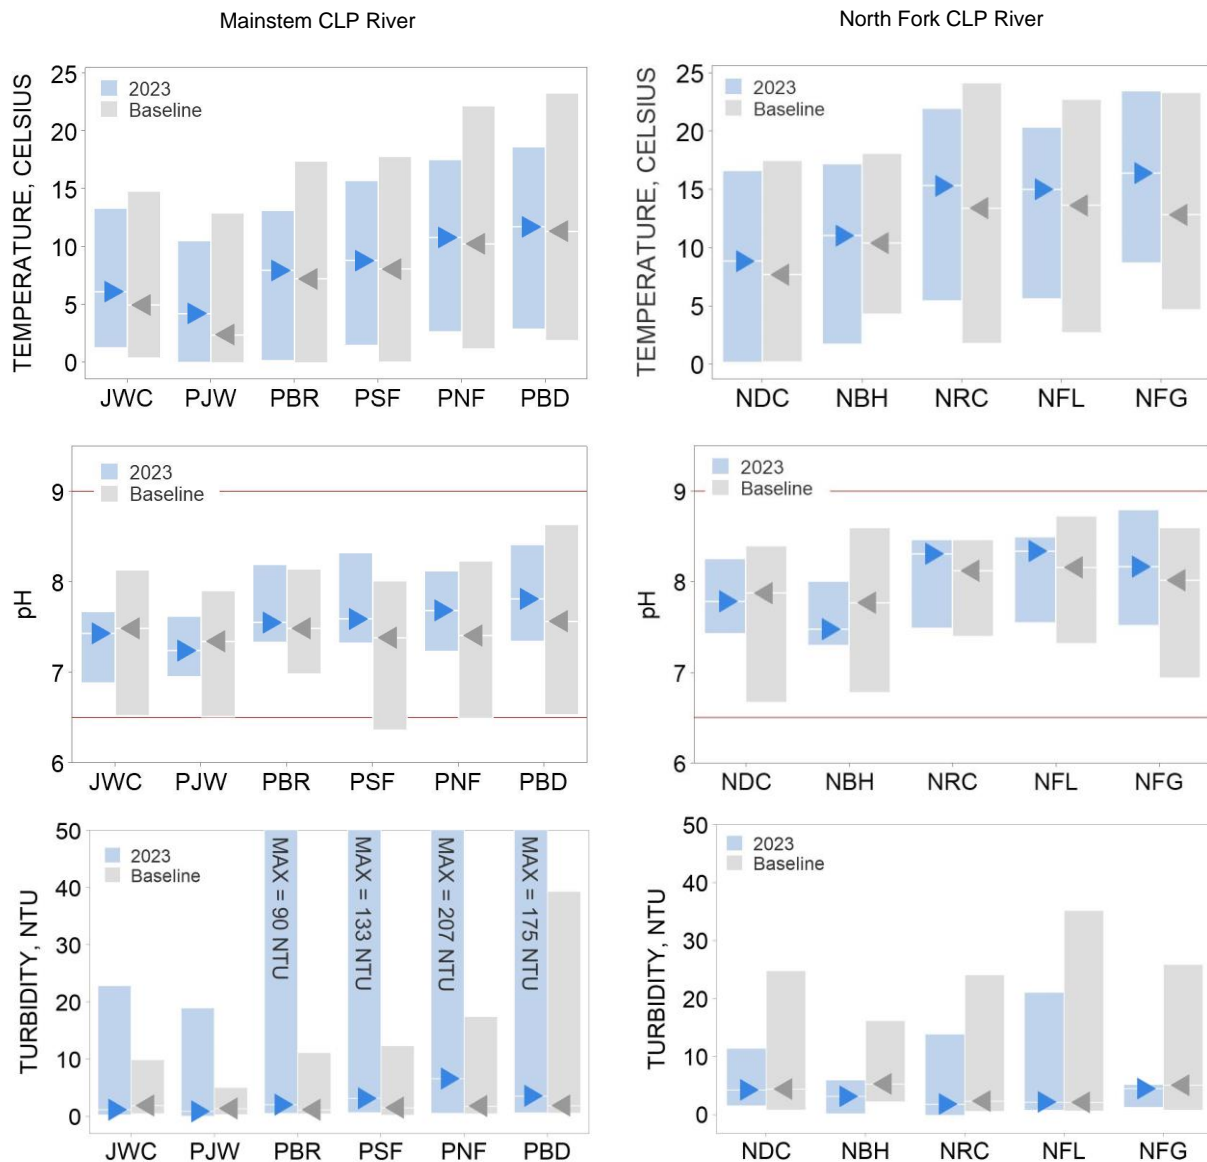 Mainstem CLP River
North Fork CLP River
TEMPERATURE, CELSIUS
25
20
15
10
5
0
2023
Baseline
JWC PJW PBR PSF PNF PBD
TEMPERATURE, CELSIUS
25
20
15
10
5
0
2023
Baseline
NDC NBH NRC NFL NFG
pH
9
8
7
6
2023
Baseline
JWC PJW PBR PSF PNF PBD
pH
9
8
7
6
2023
Baseline
NDC NBH NRC NFL NFG
TURBIDITY, NTU
50
40
30
20
10
0
2023
Baseline
MAX = 90 NTU
MAX = 133 NTU
MAX = 207 NTU
MAX = 175 NTU
JWC PJW PBR PSF PNF PBD
TURBIDITY, NTU
50
40
30
20
10
0
2023
Baseline
NDC NBH NRC NFL NFG